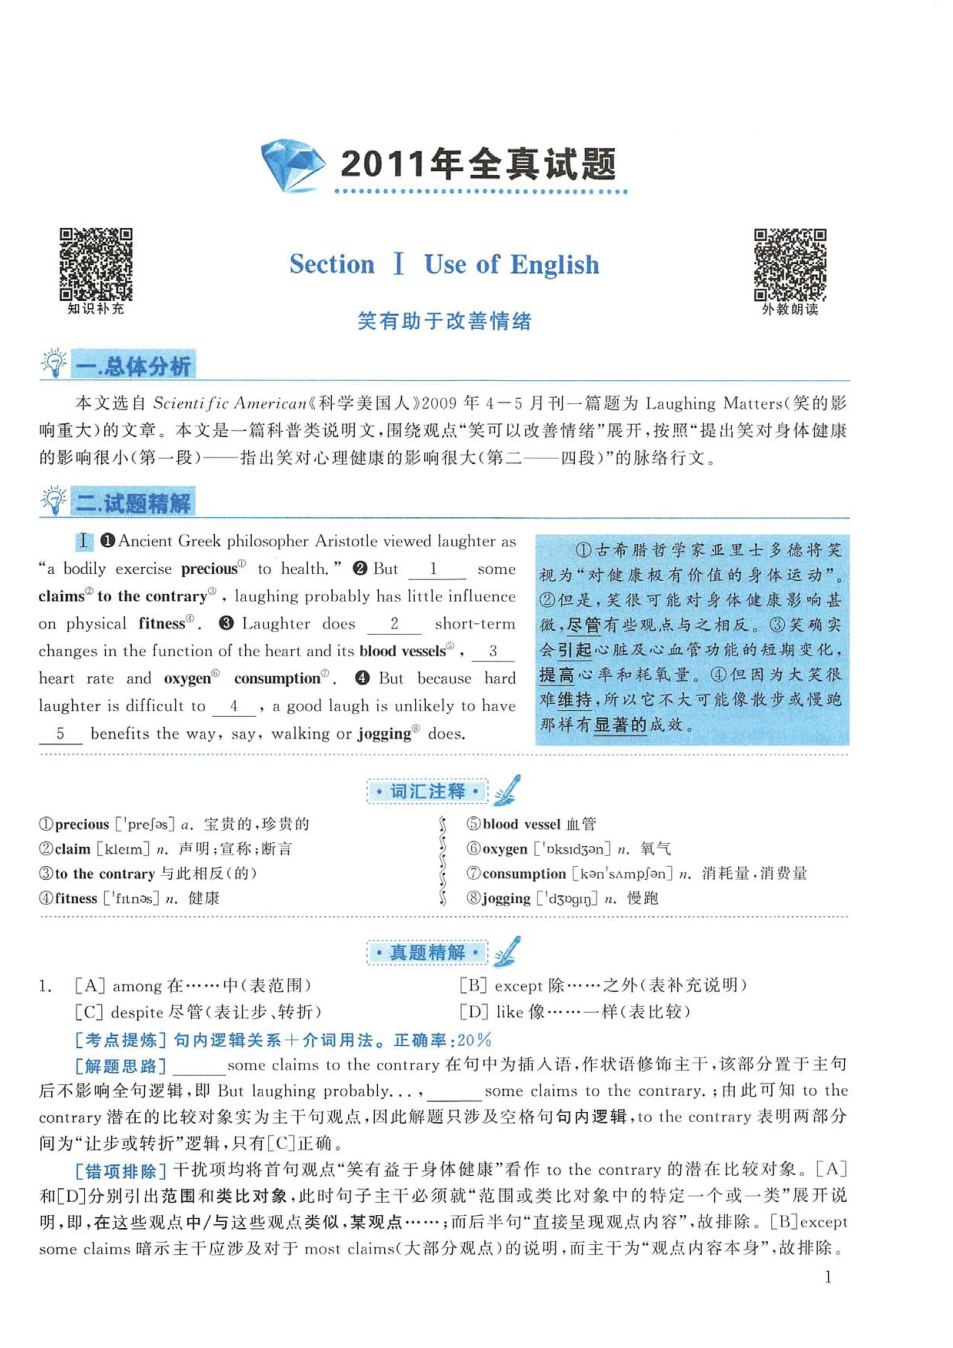 2011年全真试题
知识补充
外教朗读
Section Ⅰ Use of English
笑有助于改善情绪
一.总体分析
本文选自 Scientific American《科学美国人》2009 年 4—5 月刊一篇题为 Laughing Matters(笑的影
响重大)的文章。本文是一篇科普类说明文,围绕观点“笑可以改善情绪”展开,按照“提出笑对身体健康
的影响很小(第一段)——指出笑对心理健康的影响很大(第二——四段)”的脉络行文。
二.试题精解
Ⅰ ❶Ancient Greek philosopher Aristotle viewed laughter as
“a bodily exercise precious① to health.” ❷ But 1 some
claims② to the contrary③, laughing probably has little influence
on physical fitness④. ❸ Laughter does 2 short-term
changes in the function of the heart and its blood vessels⑤, 3
heart rate and oxygen⑥ consumption⑦. ❹ But because hard
laughter is difficult to 4 , a good laugh is unlikely to have
5 benefits the way, say, walking or jogging⑧ does.
①古希腊哲学家亚里士多德将笑
视为“对健康极有价值的身体运动”。
②但是,笑很可能对身体健康影响甚
微,尽管有些观点与之相反。③笑确实
会引起心脏及心血管功能的短期变化,
提高心率和耗氧量。④但因为大笑很
难维持,所以它不大可能像散步或慢跑
那样有显著的成效。
·词汇注释·
①precious [ˈpreʃəs] a. 宝贵的,珍贵的
②claim [kleɪm] n. 声明;宣称;断言
③to the contrary 与此相反(的)
④fitness [ˈfɪtnəs] n. 健康
⑤blood vessel 血管
⑥oxygen [ˈɒksɪdʒən] n. 氧气
⑦consumption [kənˈsʌmpʃən] n. 消耗量,消费量
⑧jogging [ˈdʒɒgɪŋ] n. 慢跑
·真题精解·
1. [A] among 在……中(表范围) [B] except 除……之外(表补充说明)
[C] despite 尽管(表让步、转折) [D] like 像……一样(表比较)
[考点提炼] 句内逻辑关系+介词用法。正确率:20%
[解题思路] ____ some claims to the contrary 在句中为插入语,作状语修饰主干,该部分置于主句
后不影响全句逻辑,即 But laughing probably..., ____ some claims to the contrary.;由此可知 to the
contrary 潜在的比较对象实为主干句观点,因此解题只涉及空格句句内逻辑,to the contrary 表明两部分
间为“让步或转折”逻辑,只有[C]正确。
[错项排除] 干扰项均将首句观点“笑有益于身体健康”看作 to the contrary 的潜在比较对象。[A]
和[D]分别引出范围和类比对象,此时句子主干必须就“范围或类比对象中的特定一个或一类”展开说
明,即,在这些观点中/与这些观点类似,某观点……;而后半句“直接呈现观点内容”,故排除。[B]except
some claims 暗示主干应涉及对于 most claims(大部分观点)的说明,而主干为“观点内容本身”,故排除。
1